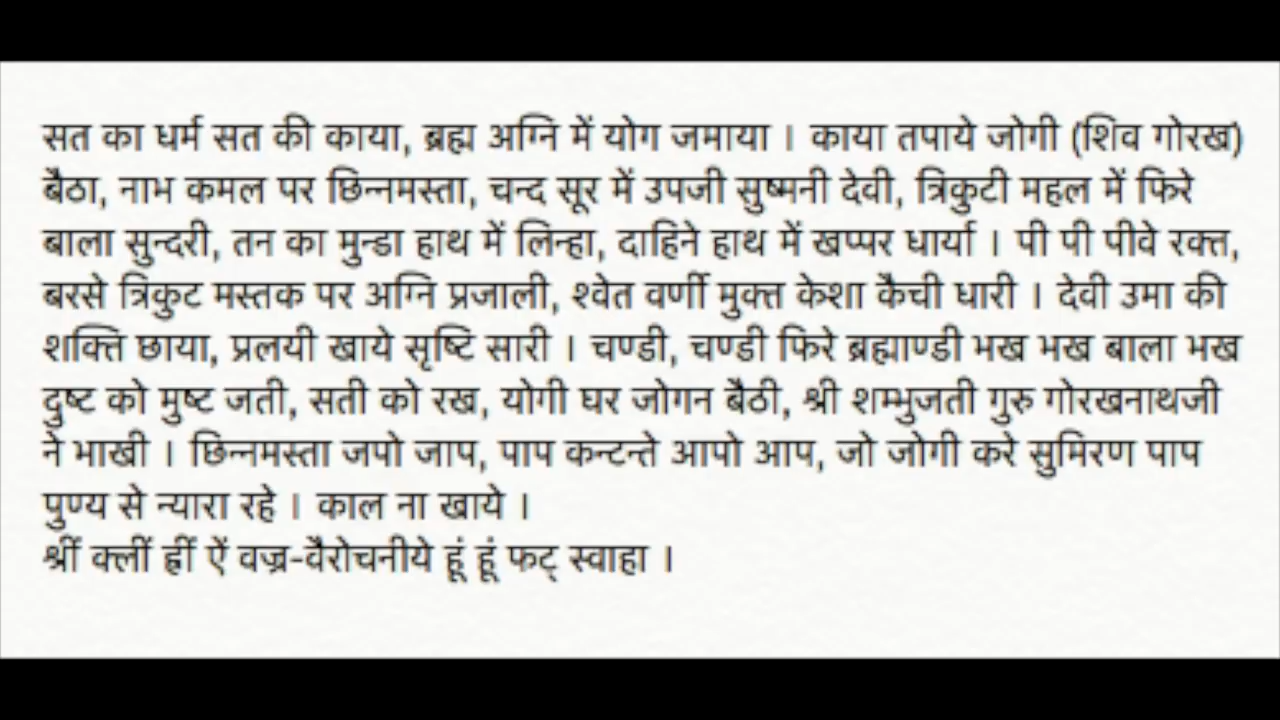 सत का धर्म सत की काया, ब्रह्म अग्नि में योग जमाया । काया तपाये जोगी (शिव गोरख)
बैठा, नाभ कमल पर छिन्नमस्ता, चन्द सूर में उपजी सुष्मनी देवी, त्रिकुटी महल में फिरे
बाला सुन्दरी, तन का मुन्डा हाथ में लिन्हा, दाहिने हाथ में खप्पर धार्या । पी पी पीवे रक्त,
बरसे त्रिकुट मस्तक पर अग्नि प्रजाली, श्वेत वर्णी मुक्त केशा कैची धारी । देवी उमा की
शक्ति छाया, प्रलयी खाये सृष्टि सारी । चण्डी, चण्डी फिरे ब्रह्माण्डी भख भख बाला भख
दुष्ट को मुष्ट जती, सती को रख, योगी घर जोगन बैठी, श्री शम्भुजती गुरु गोरखनाथजी
ने भाखी । छिन्नमस्ता जपो जाप, पाप कन्टन्ते आपो आप, जो जोगी करे सुमिरण पाप
पुण्य से न्यारा रहे । काल ना खाये ।
श्रीं क्लीं ह्रीं ऐं वज्र-वैरोचनीये हूं हूं फट् स्वाहा ।